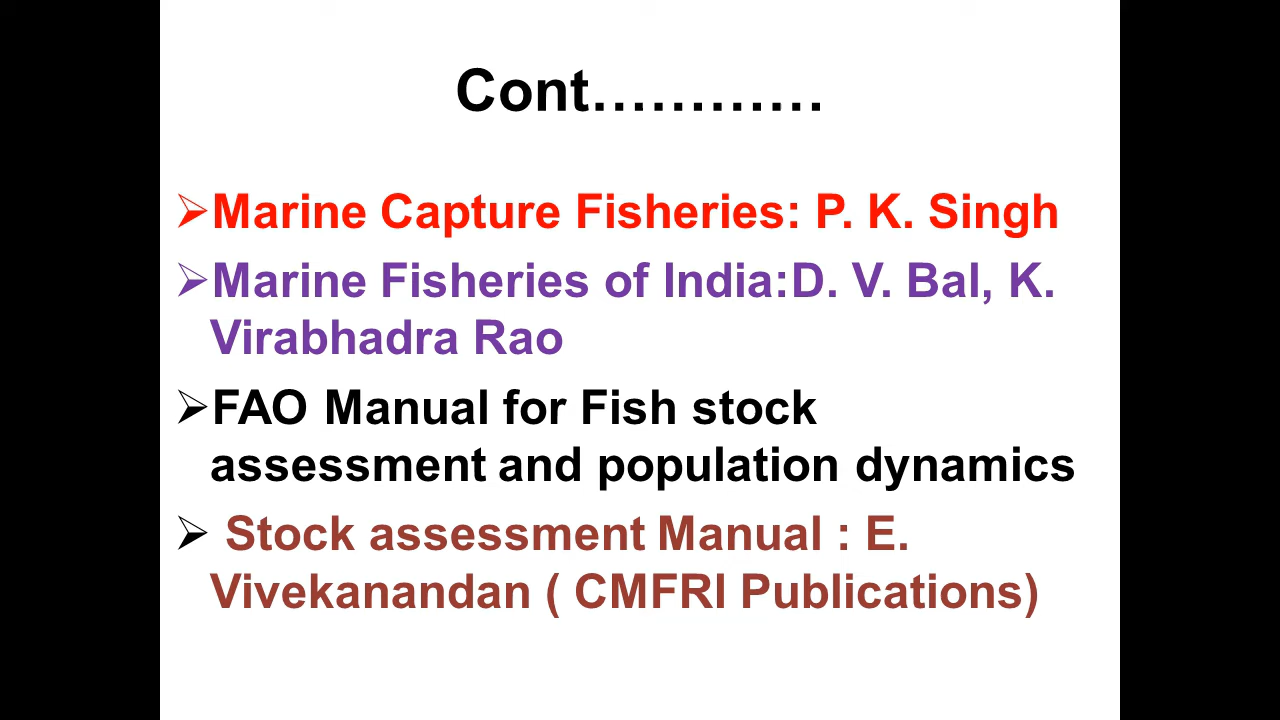 Cont…………
➢Marine Capture Fisheries: P. K. Singh
➢Marine Fisheries of India:D. V. Bal, K.
Virabhadra Rao
➢FAO Manual for Fish stock
assessment and population dynamics
➢ Stock assessment Manual : E.
Vivekanandan ( CMFRI Publications)